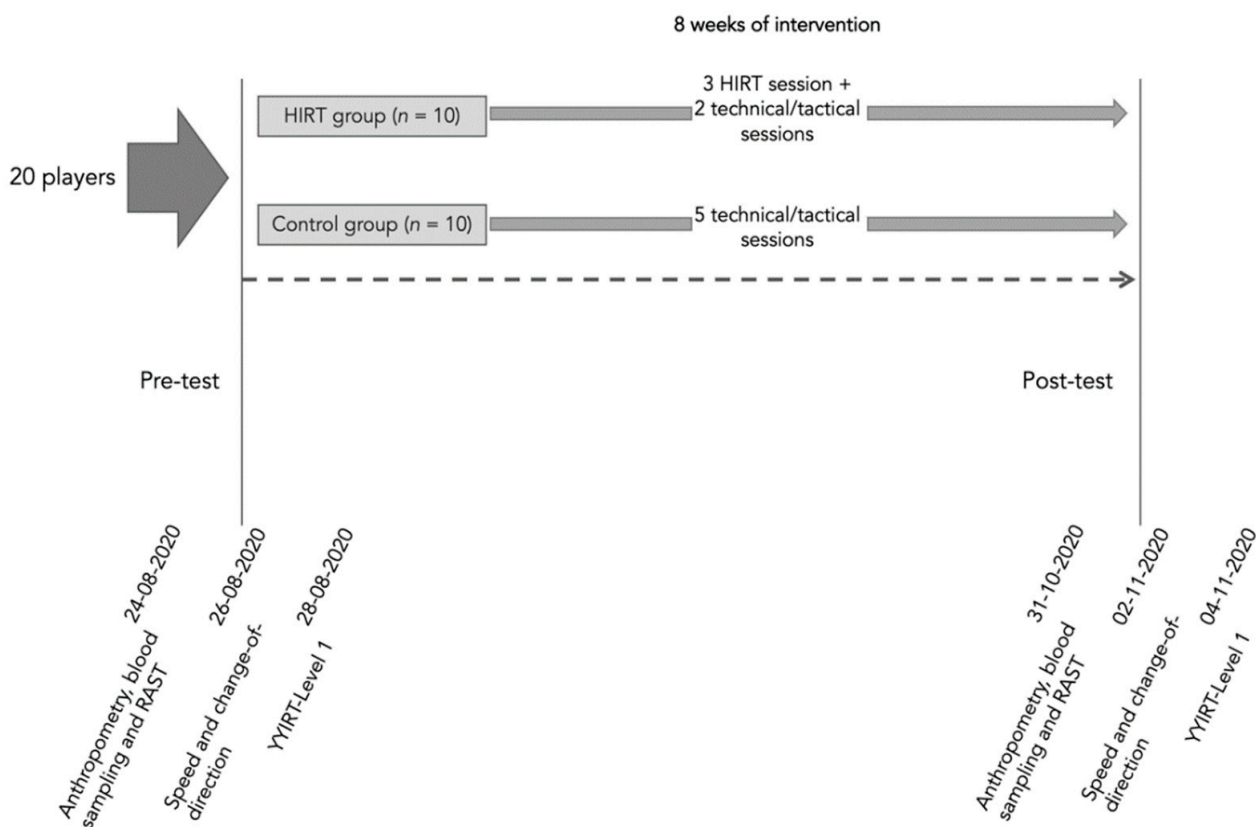 8 weeks of intervention
HIRT group (n = 10)
3 HIRT session +
2 technical/tactical
sessions
20 players
Control group (n = 10)
5 technical/tactical
sessions
Pre-test
Post-test
24-08-2020
Anthropometry, blood
sampling and RAST
26-08-2020
Speed and change-of-
direction
28-08-2020
YYIRT-Level 1
31-10-2020
Anthropometry, blood
sampling and RAST
02-11-2020
Speed and change-of-
direction
04-11-2020
YYIRT-Level 1